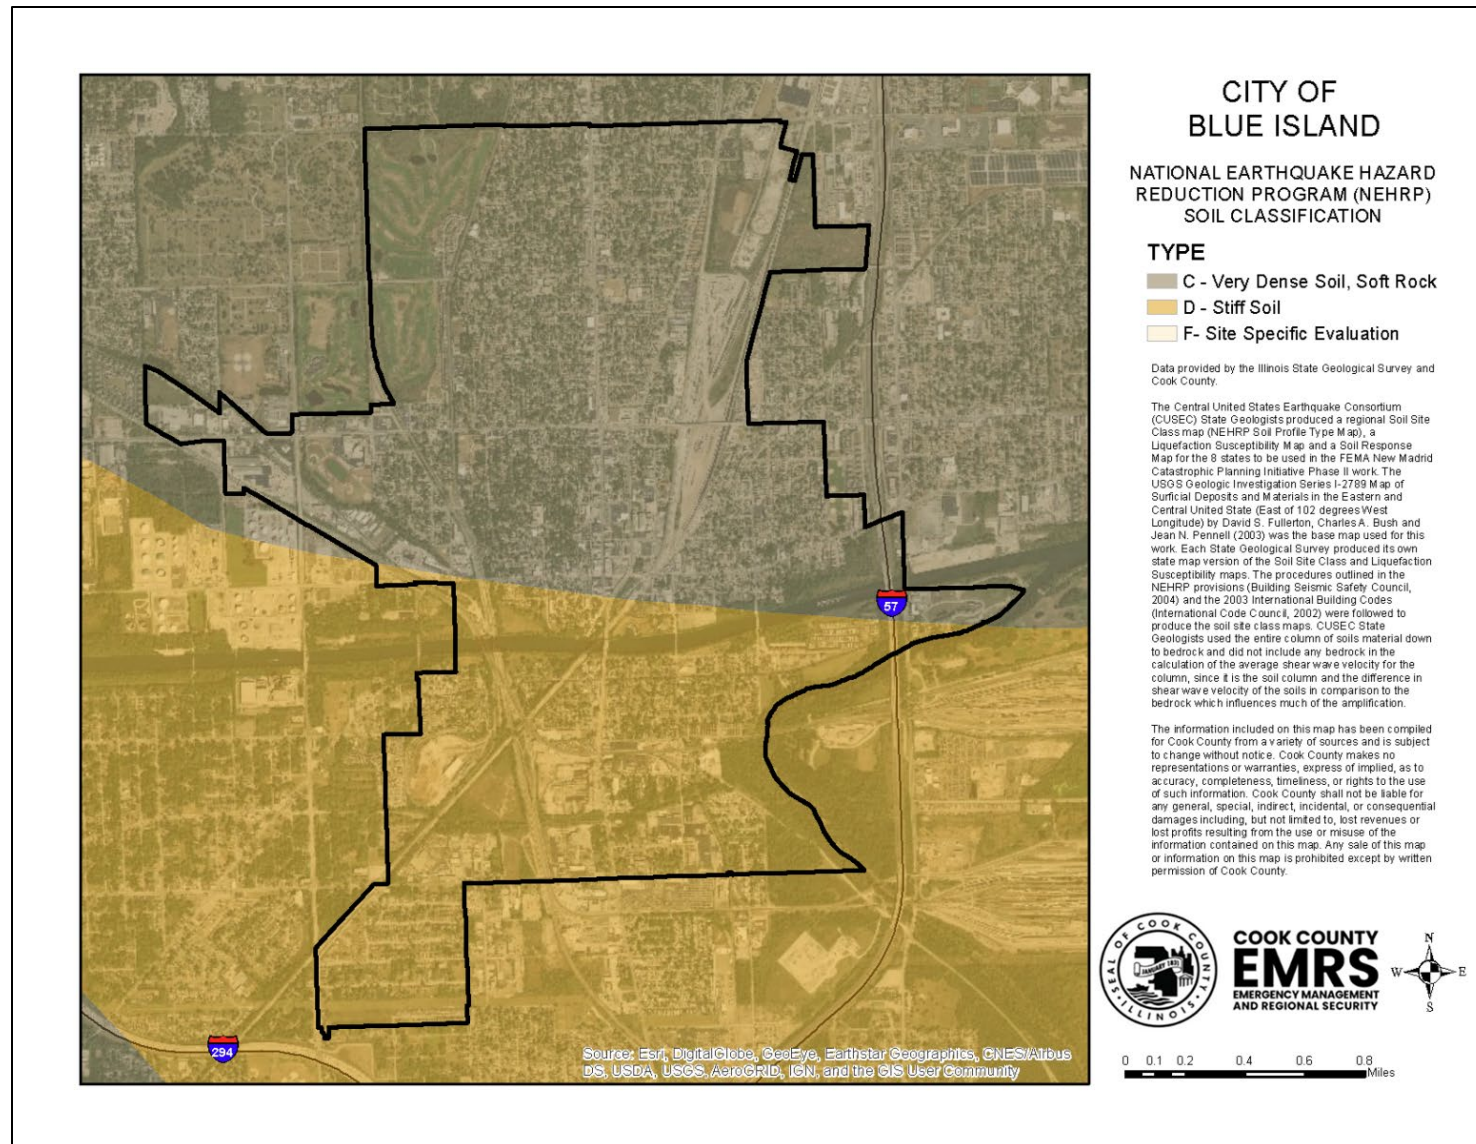 CITY OF
BLUE ISLAND
NATIONAL EARTHQUAKE HAZARD
REDUCTION PROGRAM (NEHRP)
SOIL CLASSIFICATION
TYPE
C - Very Dense Soil, Soft Rock
D - Stiff Soil
F- Site Specific Evaluation
Data provided by the Illinois State Geological Survey and
Cook County.
The Central United States Earthquake Consortium
(CUSEC) State Geologists produced a regional Soil Site
Class map (NEHRP Soil Profile Type Map), a
Liquefaction Susceptibility Map and a Soil Response
Map for the 8 states to be used in the FEMA New Madrid
Catastrophic Planning Initiative Phase II work. The
USGS Geologic Investigation Series I-2789 Map of
Surficial Deposits and Materials in the Eastern and
Central United State (East of 102 degrees West
Longitude) by David S. Fullerton, Charles A. Bush and
Jean N. Pennell (2003) was the base map used for this
work. Each State Geological Survey produced its own
state map version of the Soil Site Class and Liquefaction
Susceptibility maps. The procedures outlined in the
NEHRP provisions (Building Seismic Safety Council,
2004) and the 2003 International Building Codes
(International Code Council, 2002) were followed to
produce the soil site class maps. CUSEC State
Geologists used the entire column of soils material down
to bedrock and did not include any bedrock in the
calculation of the average shear wave velocity for the
column, since it is the soil column and the difference in
shear wave velocity of the soils in comparison to the
bedrock which influences much of the amplification.
The information included on this map has been compiled
for Cook County from a variety of sources and is subject
to change without notice. Cook County makes no
representations or warranties, express of implied, as to
accuracy, completeness, timeliness, or rights to the use
of such information. Cook County shall not be liable for
any general, special, indirect, incidental, or consequential
damages including, but not limited to, lost revenues or
lost profits resulting from the use or misuse of the
information contained on this map. Any sale of this map
or information on this map is prohibited except by written
permission of Cook County.
57
294
Source: Esri, DigitalGlobe, GeoEye, Earthstar Geographics, CNES/Airbus
DS, USDA, USGS, AeroGRID, IGN, and the GIS User Community
SEAL OF COOK COUNTY
JANUARY 1831
ILLINOIS
COOK COUNTY
EMRS
EMERGENCY MANAGEMENT
AND REGIONAL SECURITY
N
W E
S
0 0.1 0.2 0.4 0.6 0.8
Miles